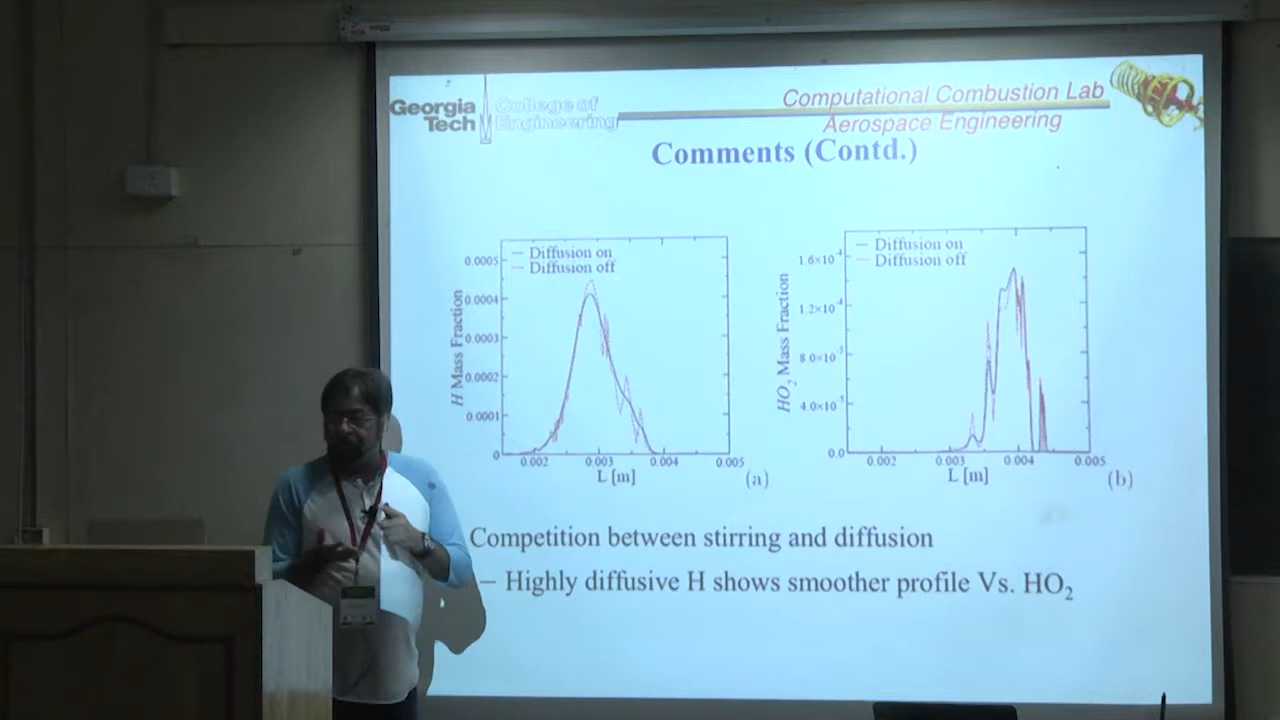 Georgia
Tech
College of
Engineering
Computational Combustion Lab
Aerospace Engineering
Comments (Contd.)
Diffusion on
Diffusion off
H Mass Fraction
0.0005
0.0004
0.0003
0.0002
0.0001
0
0.002 0.003 0.004 0.005
L [m]
(a)
Diffusion on
Diffusion off
HO2 Mass Fraction
0.0
0.002 0.003 0.004 0.005
L [m]
(b)
Competition between stirring and diffusion
– Highly diffusive H shows smoother profile Vs. HO2